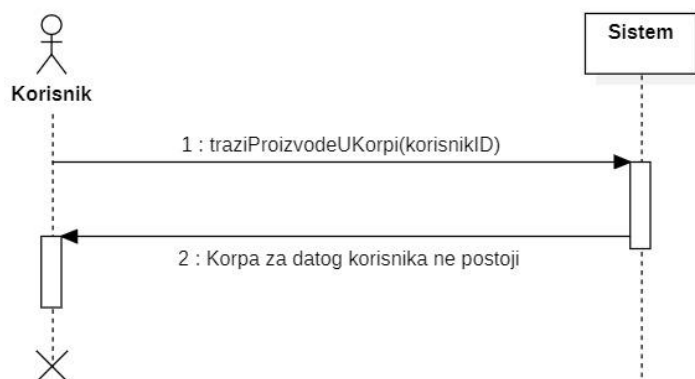 Sistem
Korisnik
1 : traziProizvodeUKorpi(korisnikID)
2 : Korpa za datog korisnika ne postoji